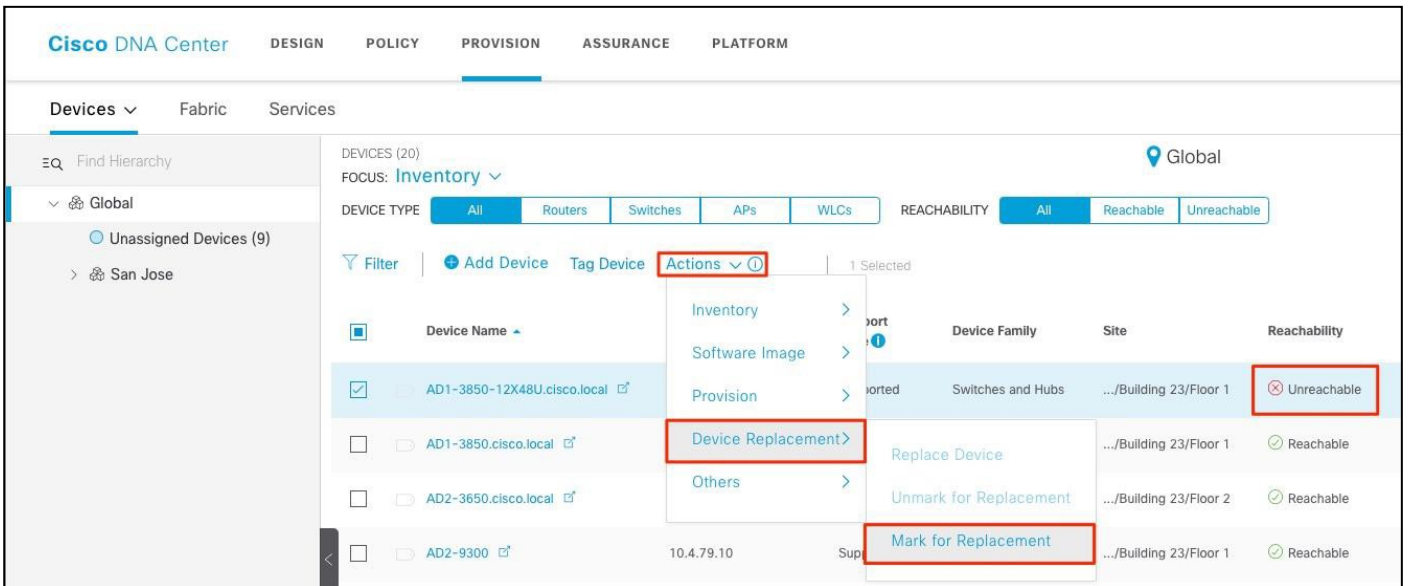 Cisco DNA Center DESIGN POLICY PROVISION ASSURANCE PLATFORM
Devices Fabric Services
Find Hierarchy
Global
Unassigned Devices (9)
San Jose
DEVICES (20)
FOCUS: Inventory
Global
DEVICE TYPE All Routers Switches APs WLCs REACHABILITY All Reachable Unreachable
Filter Add Device Tag Device Actions 1 Selected
Inventory
Software Image
Provision
Device Replacement
Others
Replace Device
Unmark for Replacement
Mark for Replacement
Device Name Device Family Site Reachability
AD1-3850-12X48U.cisco.local Switches and Hubs .../Building 23/Floor 1 Unreachable
AD1-3850.cisco.local .../Building 23/Floor 1 Reachable
AD2-3650.cisco.local .../Building 23/Floor 2 Reachable
AD2-9300 10.4.79.10 .../Building 23/Floor 1 Reachable